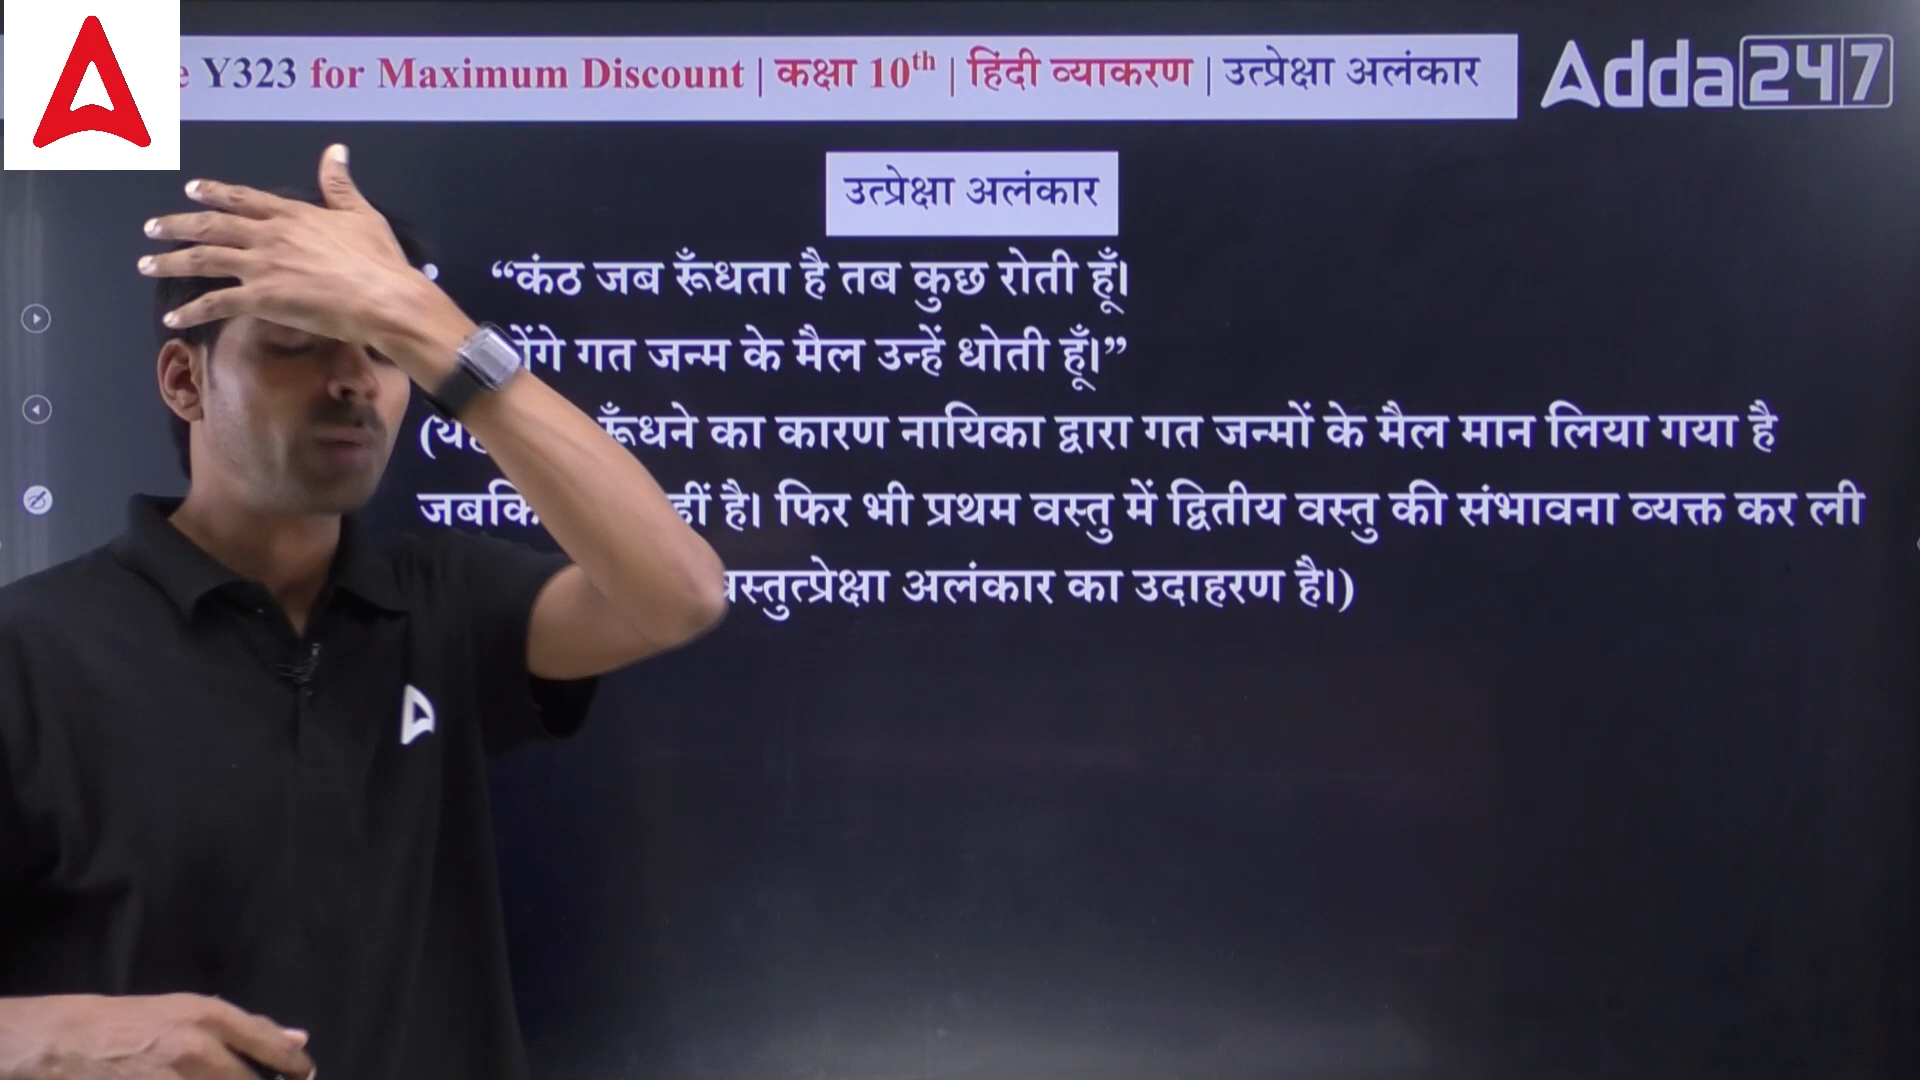 Y323 for Maximum Discount | कक्षा 10th | हिंदी व्याकरण | उत्प्रेक्षा अलंकार
Adda247
उत्प्रेक्षा अलंकार
“कंठ जब रूँधता है तब कुछ रोती हूँ।
गत जन्म के मैल उन्हें धोती हूँ।”
रूँधने का कारण नायिका द्वारा गत जन्मों के मैल मान लिया गया है
जबकि है। फिर भी प्रथम वस्तु में द्वितीय वस्तु की संभावना व्यक्त कर ली
वस्तुत्प्रेक्षा अलंकार का उदाहरण है।)